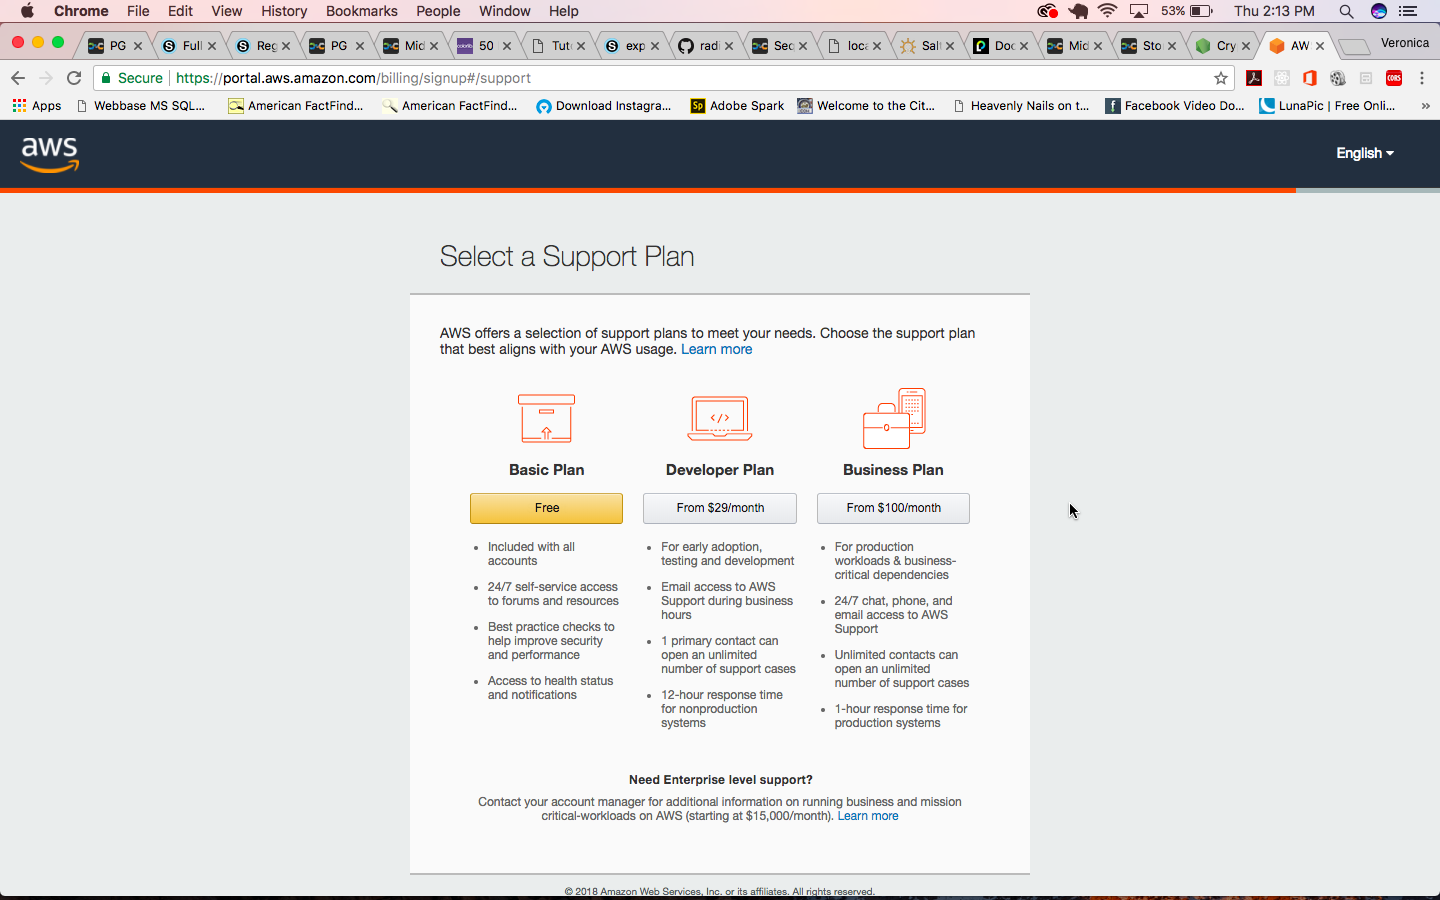 Chrome File Edit View History Bookmarks People Window Help 53% Thu 2:13 PM
PG Full Reg PG Mid 50 Tut exp radi Seq loca Salt Doc Mid Sto Cry AW Veronica
Secure https://portal.aws.amazon.com/billing/signup#/support
Apps Webbase MS SQL... American FactFind... American FactFind... Download Instagra... Sp Adobe Spark Welcome to the Cit... Heavenly Nails on t... Facebook Video Do... LunaPic | Free Onli... »
aws English
Select a Support Plan
AWS offers a selection of support plans to meet your needs. Choose the support plan
that best aligns with your AWS usage. Learn more
Basic Plan
Free
• Included with all
accounts
• 24/7 self-service access
to forums and resources
• Best practice checks to
help improve security
and performance
• Access to health status
and notifications
</>
Developer Plan
From $29/month
• For early adoption,
testing and development
• Email access to AWS
Support during business
hours
• 1 primary contact can
open an unlimited
number of support cases
• 12-hour response time
for nonproduction
systems
Business Plan
From $100/month
• For production
workloads & business-
critical dependencies
• 24/7 chat, phone, and
email access to AWS
Support
• Unlimited contacts can
open an unlimited
number of support cases
• 1-hour response time for
production systems
Need Enterprise level support?
Contact your account manager for additional information on running business and mission
critical-workloads on AWS (starting at $15,000/month). Learn more
© 2018 Amazon Web Services, Inc. or its affiliates. All rights reserved.